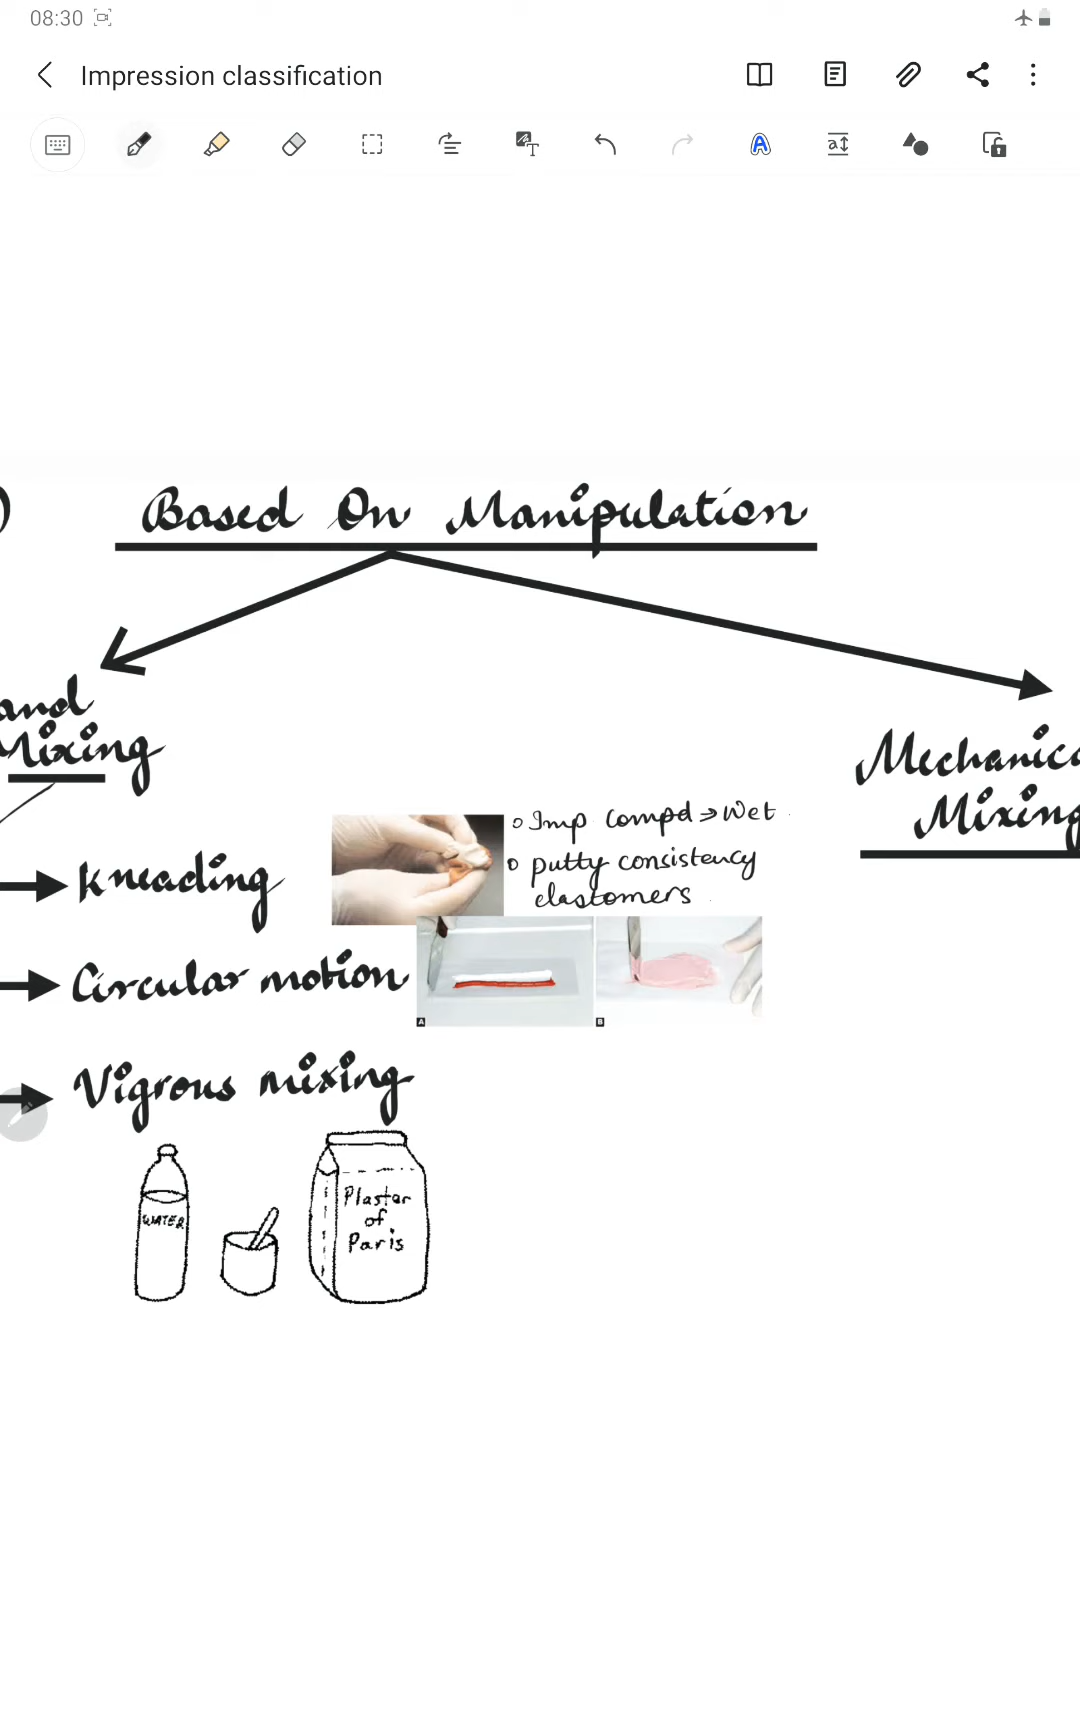 08:30
Impression classification
)
Based On Manipulation
and
Mixing
Mechanica
Mixing
o Imp Compd → Wet
o putty consistency
elastomers
→ Kneading
→ Circular motion
A
B
→ Vigrous mixing
WATER
Plaster
of
Paris